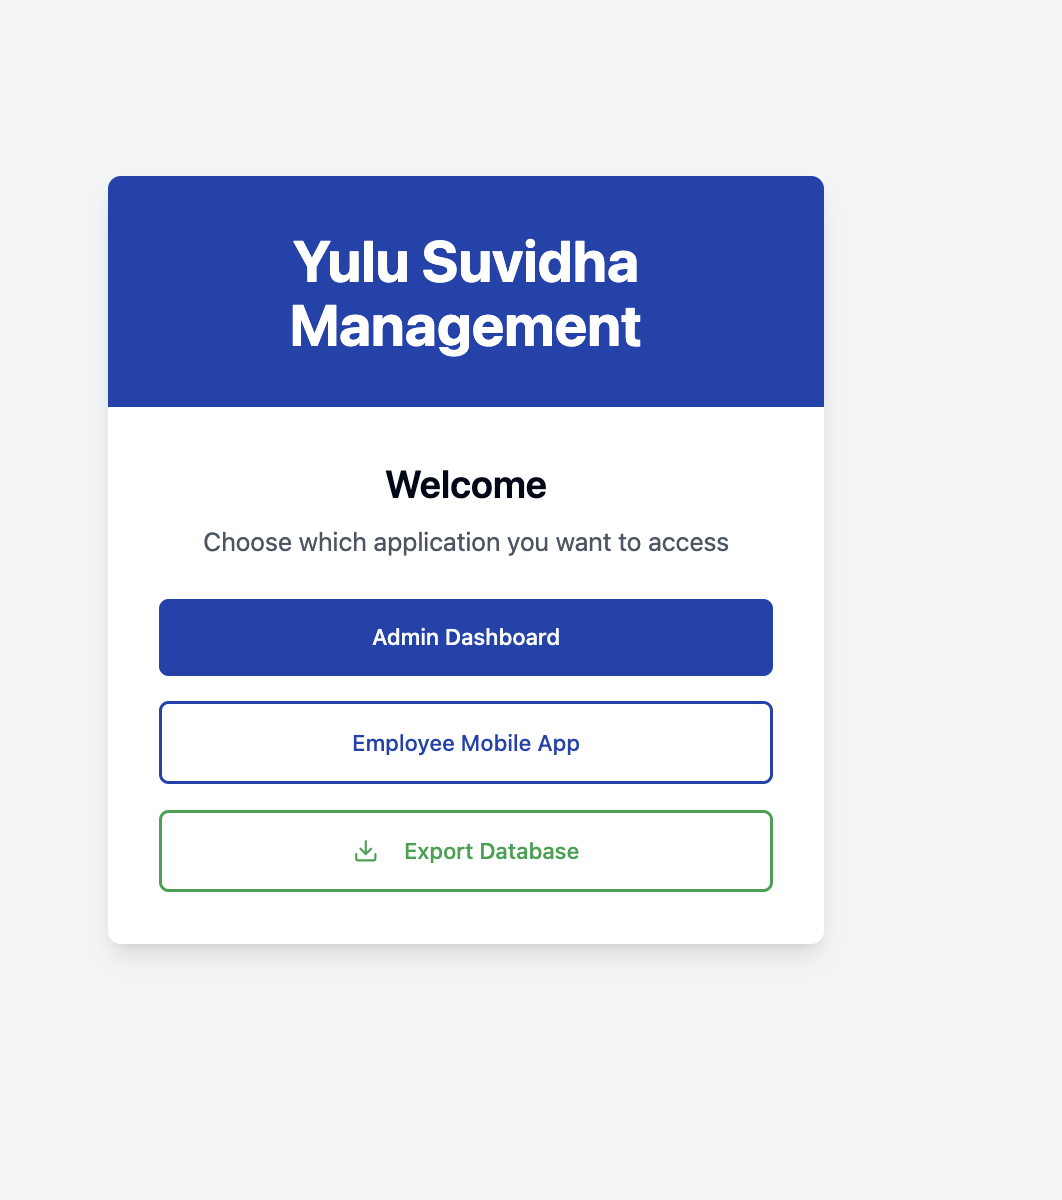 Yulu Suvidha
Management
Welcome
Choose which application you want to access
Admin Dashboard
Employee Mobile App
Export Database